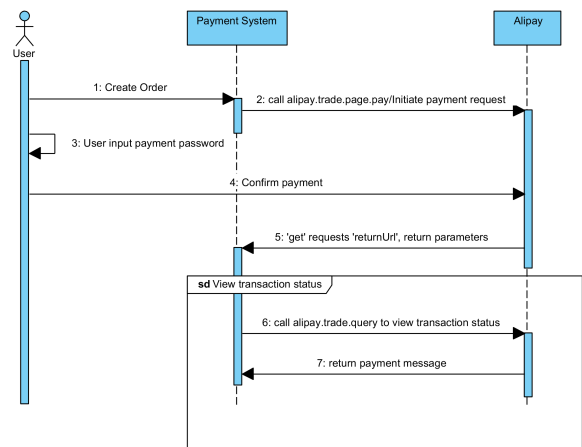 Payment System
Alipay
User
1: Create Order
2: call alipay.trade.page.pay/Initiate payment request
3: User input payment password
4: Confirm payment
5: 'get' requests 'returnUrl', return parameters
sd View transaction status
6: call alipay.trade.query to view transaction status
7: return payment message